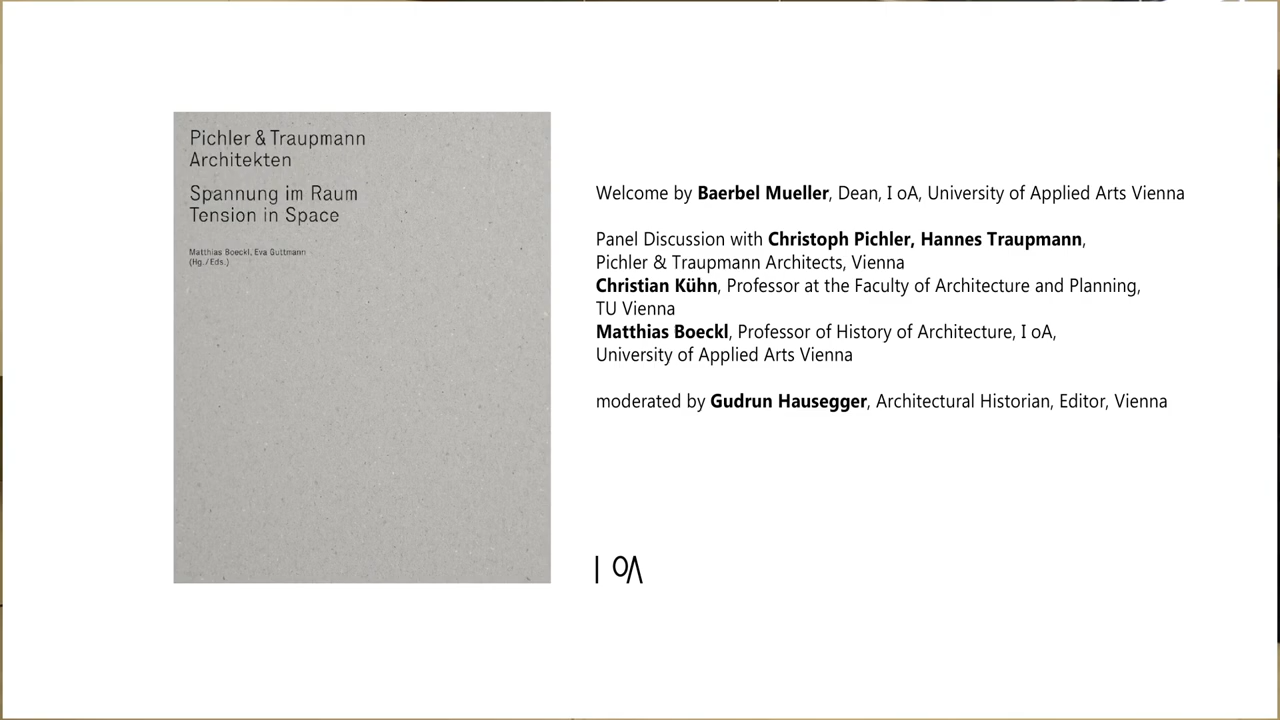 Pichler & Traupmann
Architekten
Spannung im Raum
Tension in Space
Matthias Boeckl, Eva Guttmann
(Hg./Eds.)
Welcome by Baerbel Mueller, Dean, I oA, University of Applied Arts Vienna
Panel Discussion with Christoph Pichler, Hannes Traupmann,
Pichler & Traupmann Architects, Vienna
Christian Kühn, Professor at the Faculty of Architecture and Planning,
TU Vienna
Matthias Boeckl, Professor of History of Architecture, I oA,
University of Applied Arts Vienna
moderated by Gudrun Hausegger, Architectural Historian, Editor, Vienna
I OA